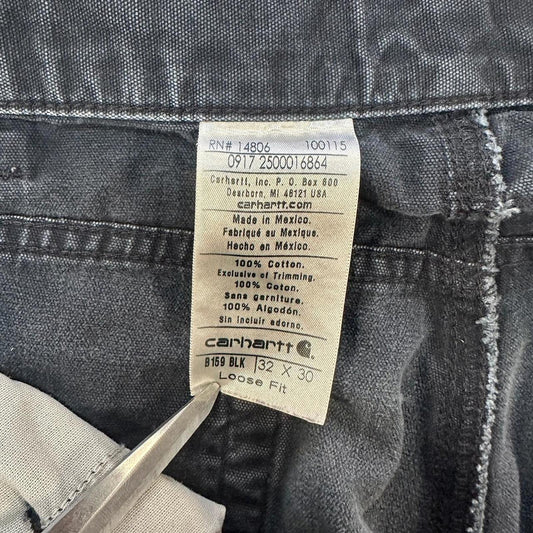 RN# 14806 100115
0917 2500016864
Carhartt, Inc. P. O. Box 600
Dearborn, MI 48121 USA
carhartt.com
Made in Mexico.
Fabriqué au Mexique.
Hecho en México.
100% Cotton.
Exclusive of Trimming.
100% Coton.
Sans garniture.
100% Algodón.
Sin incluir adorno.
carhartt
B159 BLK 32 X 30
Loose Fit